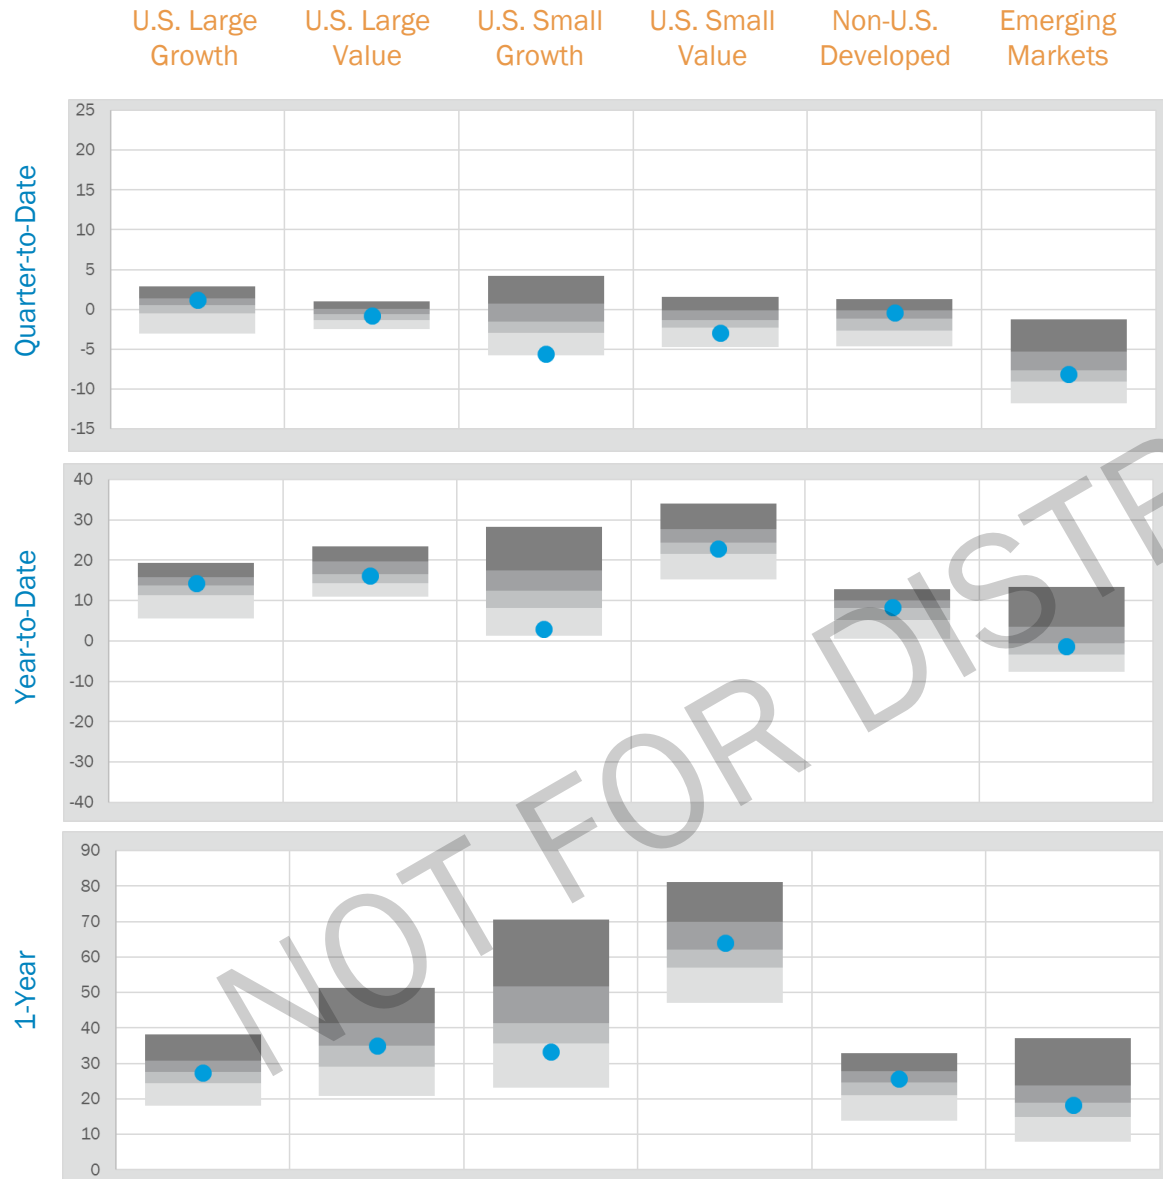 U.S. Large
Growth
U.S. Large
Value
U.S. Small
Growth
U.S. Small
Value
Non-U.S.
Developed
Emerging
Markets
Quarter-to-Date
25
20
15
10
5
0
-5
-10
-15
Year-to-Date
40
30
20
10
0
-10
-20
-30
-40
1-Year
90
80
70
60
50
40
30
20
10
0
NOT FOR DISTR